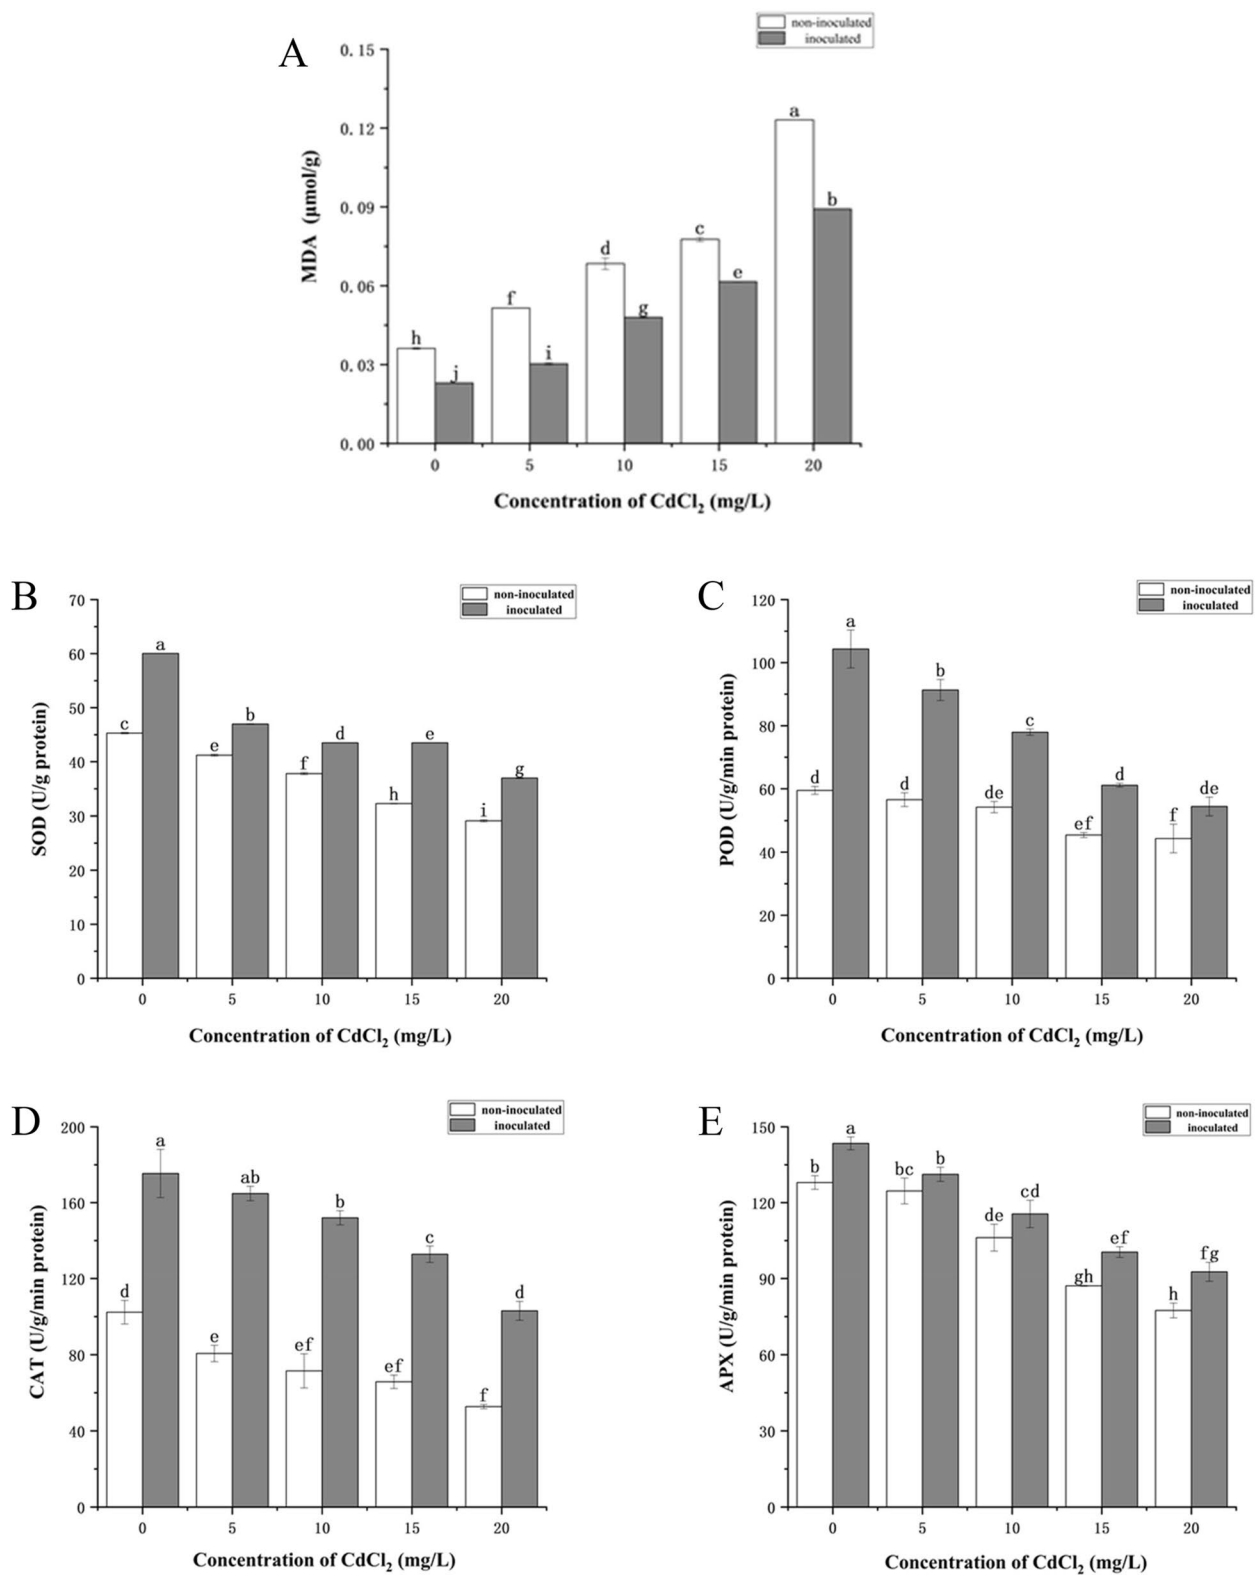 A
non-inoculated
inoculated
0.15
0.12
0.09
0.06
0.03
0.00
MDA (μmol/g)
h
j
f
i
d
g
c
e
a
b
0 5 10 15 20
Concentration of CdCl₂ (mg/L)
B
non-inoculated
inoculated
70
60
50
40
30
20
10
0
SOD (U/g protein)
c
a
e
b
f
d
h
e
i
g
0 5 10 15 20
Concentration of CdCl₂ (mg/L)
C
non-inoculated
inoculated
120
100
80
60
40
20
0
POD (U/g/min protein)
d
a
d
b
de
c
ef
d
f
de
0 5 10 15 20
Concentration of CdCl₂ (mg/L)
D
non-inoculated
inoculated
200
160
120
80
40
0
CAT (U/g/min protein)
d
a
e
ab
ef
b
ef
c
f
d
0 5 10 15 20
Concentration of CdCl₂ (mg/L)
E
non-inoculated
inoculated
150
120
90
60
30
0
APX (U/g/min protein)
b
a
bc
b
de
cd
gh
ef
h
fg
0 5 10 15 20
Concentration of CdCl₂ (mg/L)